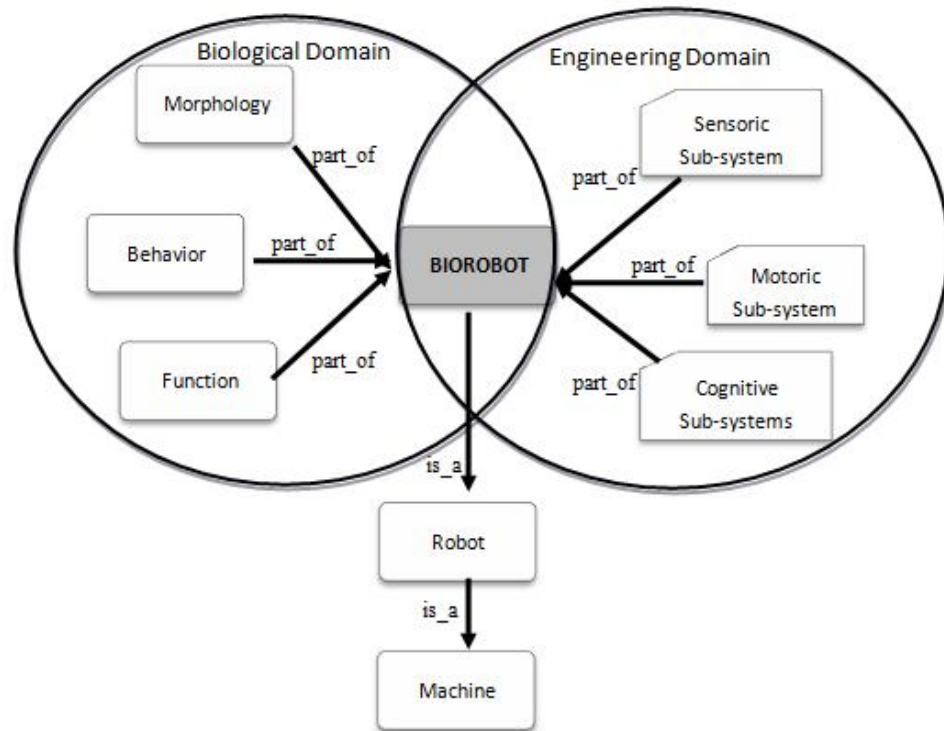 Biological Domain
Engineering Domain
Morphology
Sensoric
Sub-system
part_of
part_of
Behavior
part_of
BIOROBOT
part_of
Motoric
Sub-system
Function
part_of
part_of
Cognitive
Sub-systems
is_a
Robot
is_a
Machine